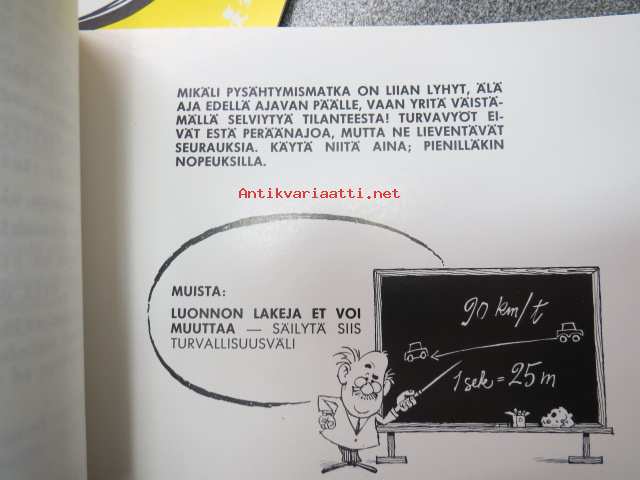 MIKÄLI PYSÄHTYMISMATKA ON LIIAN LYHYT, ÄLÄ
AJA EDELLÄ AJAVAN PÄÄLLE, VAAN YRITÄ VÄISTÄ-
MÄLLÄ SELVIYTYÄ TILANTEESTA! TURVAVYÖT EI-
VÄT ESTÄ PERÄÄNAJOA, MUTTA NE LIEVENTÄVÄT
SEURAUKSIA. KÄYTÄ NIITÄ AINA; PIENILLÄKIN
NOPEUKSILLA.
Antikvariaatti.net
MUISTA:
LUONNON LAKEJA ET VOI
MUUTTAA — SÄILYTÄ SIIS
TURVALLISUUSVÄLI
90 km/t
1 sek = 25 m